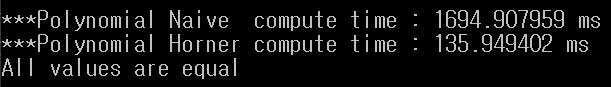 ***Polynomial Naive  compute time : 1694.907959 ms
***Polynomial Horner compute time : 135.949402 ms
All values are equal